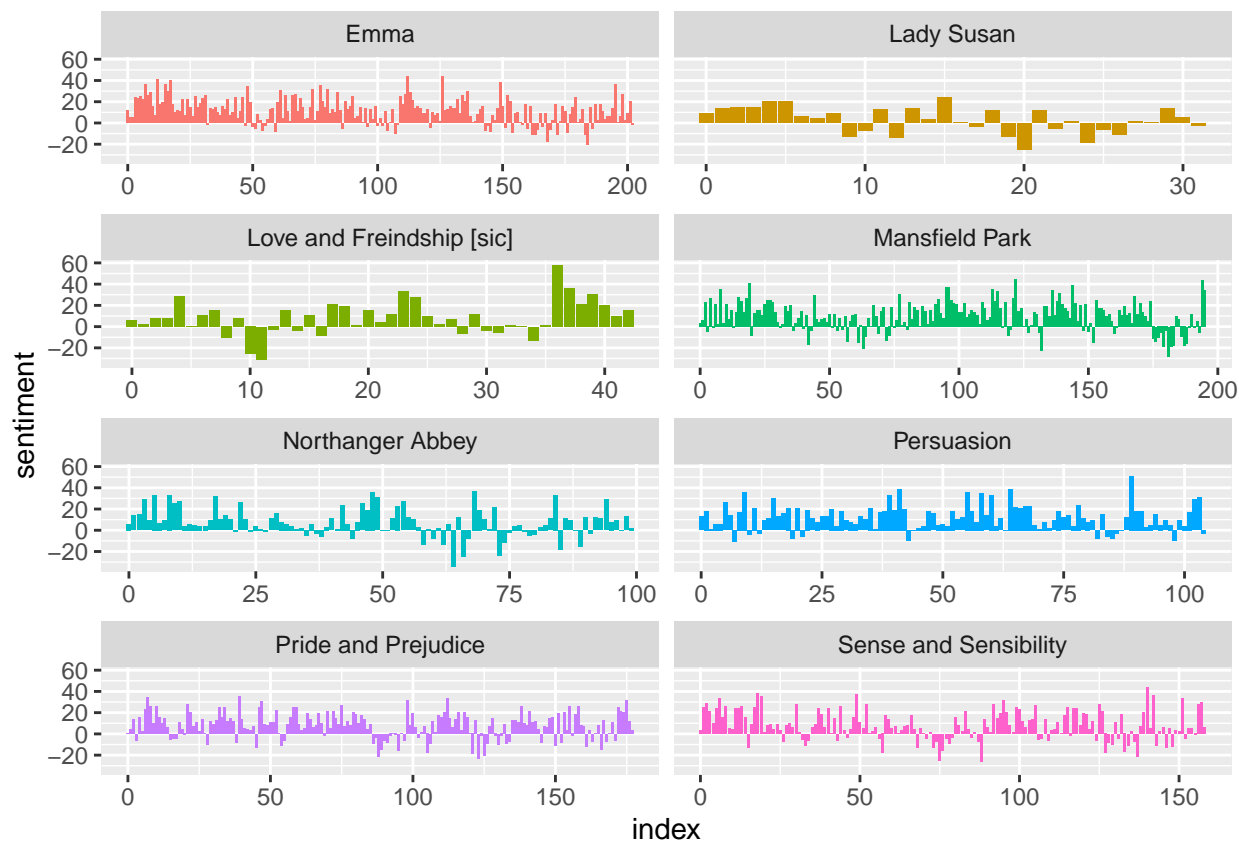 Emma
Lady Susan
60
40
20
0
−20
0 50 100 150 200
0 10 20 30
Love and Freindship [sic]
Mansfield Park
60
40
20
0
−20
0 10 20 30 40
0 50 100 150 200
Northanger Abbey
Persuasion
60
40
20
0
−20
0 25 50 75 100
0 25 50 75 100
Pride and Prejudice
Sense and Sensibility
60
40
20
0
−20
0 50 100 150
0 50 100 150
sentiment
index